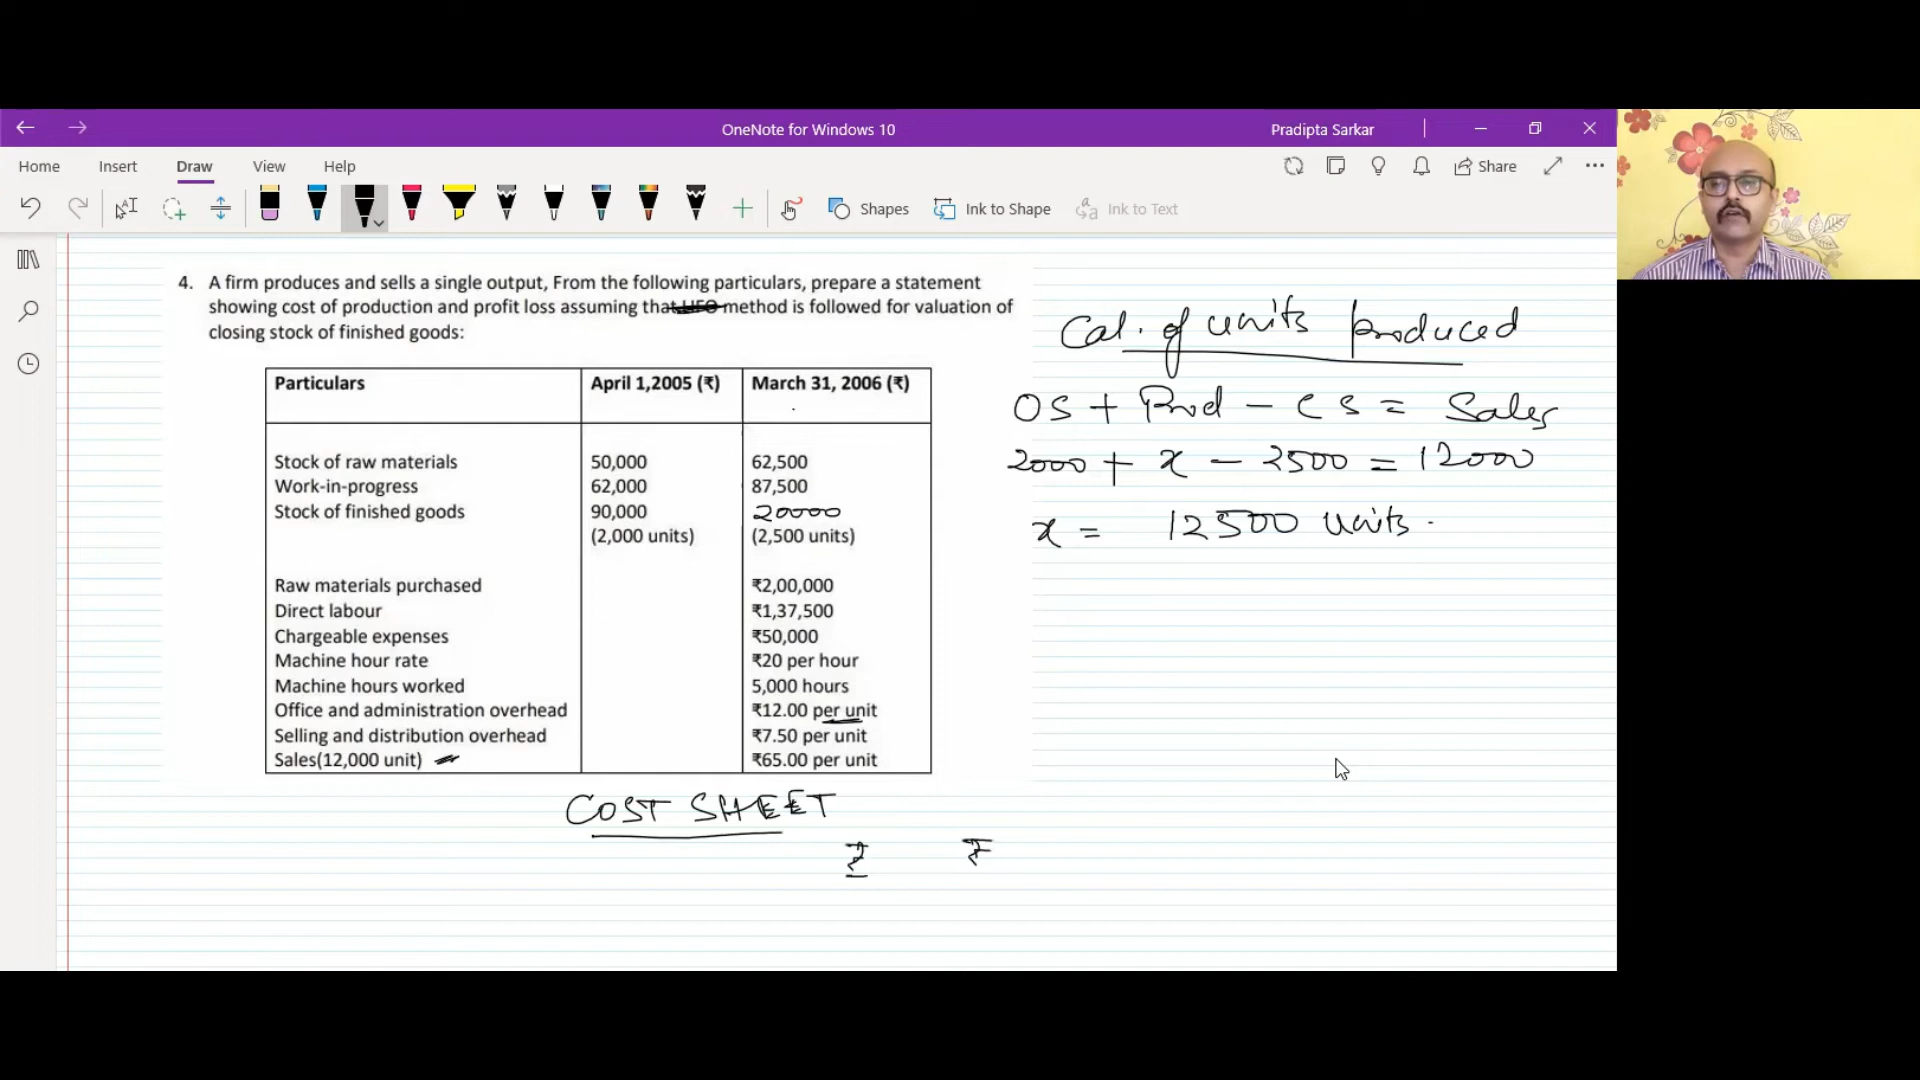 OneNote for Windows 10
Pradipta Sarkar
Home Insert Draw View Help
Share
Shapes Ink to Shape Ink to Text
4. A firm produces and sells a single output, From the following particulars, prepare a statement
showing cost of production and profit loss assuming that method is followed for valuation of
closing stock of finished goods:
Particulars April 1,2005 (₹) March 31, 2006 (₹)
Stock of raw materials 50,000 62,500
Work-in-progress 62,000 87,500
Stock of finished goods 90,000 20000
(2,000 units) (2,500 units)
Raw materials purchased ₹2,00,000
Direct labour ₹1,37,500
Chargeable expenses ₹50,000
Machine hour rate ₹20 per hour
Machine hours worked 5,000 hours
Office and administration overhead ₹12.00 per unit
Selling and distribution overhead ₹7.50 per unit
Sales(12,000 unit) ₹65.00 per unit
Cal. of units produced
OS + Prod - CS = Sales
2000 + x - 2500 = 12000
x = 12500 units.
COST SHEET
₹ ₹